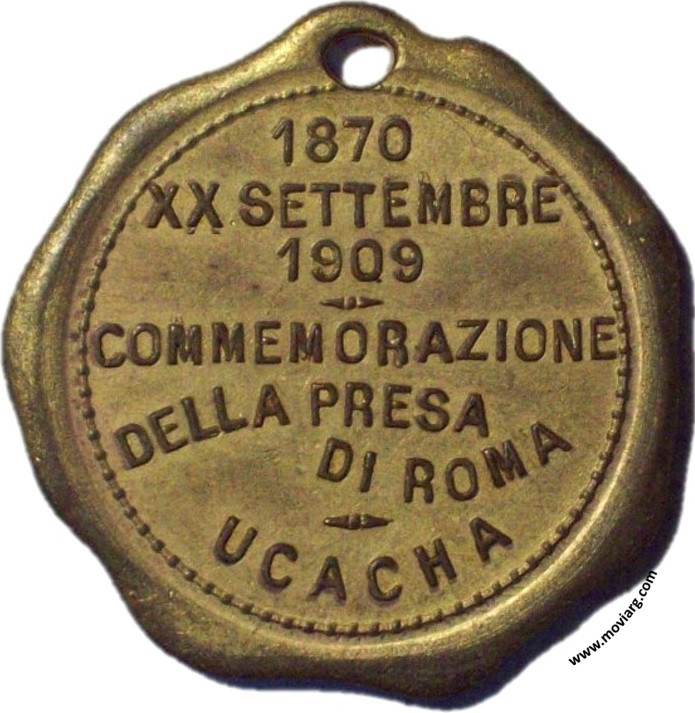 1870
XX SETTEMBRE
1909
COMMEMORAZIONE
DELLA PRESA
DI ROMA
UCACHA
www.moviarg.com